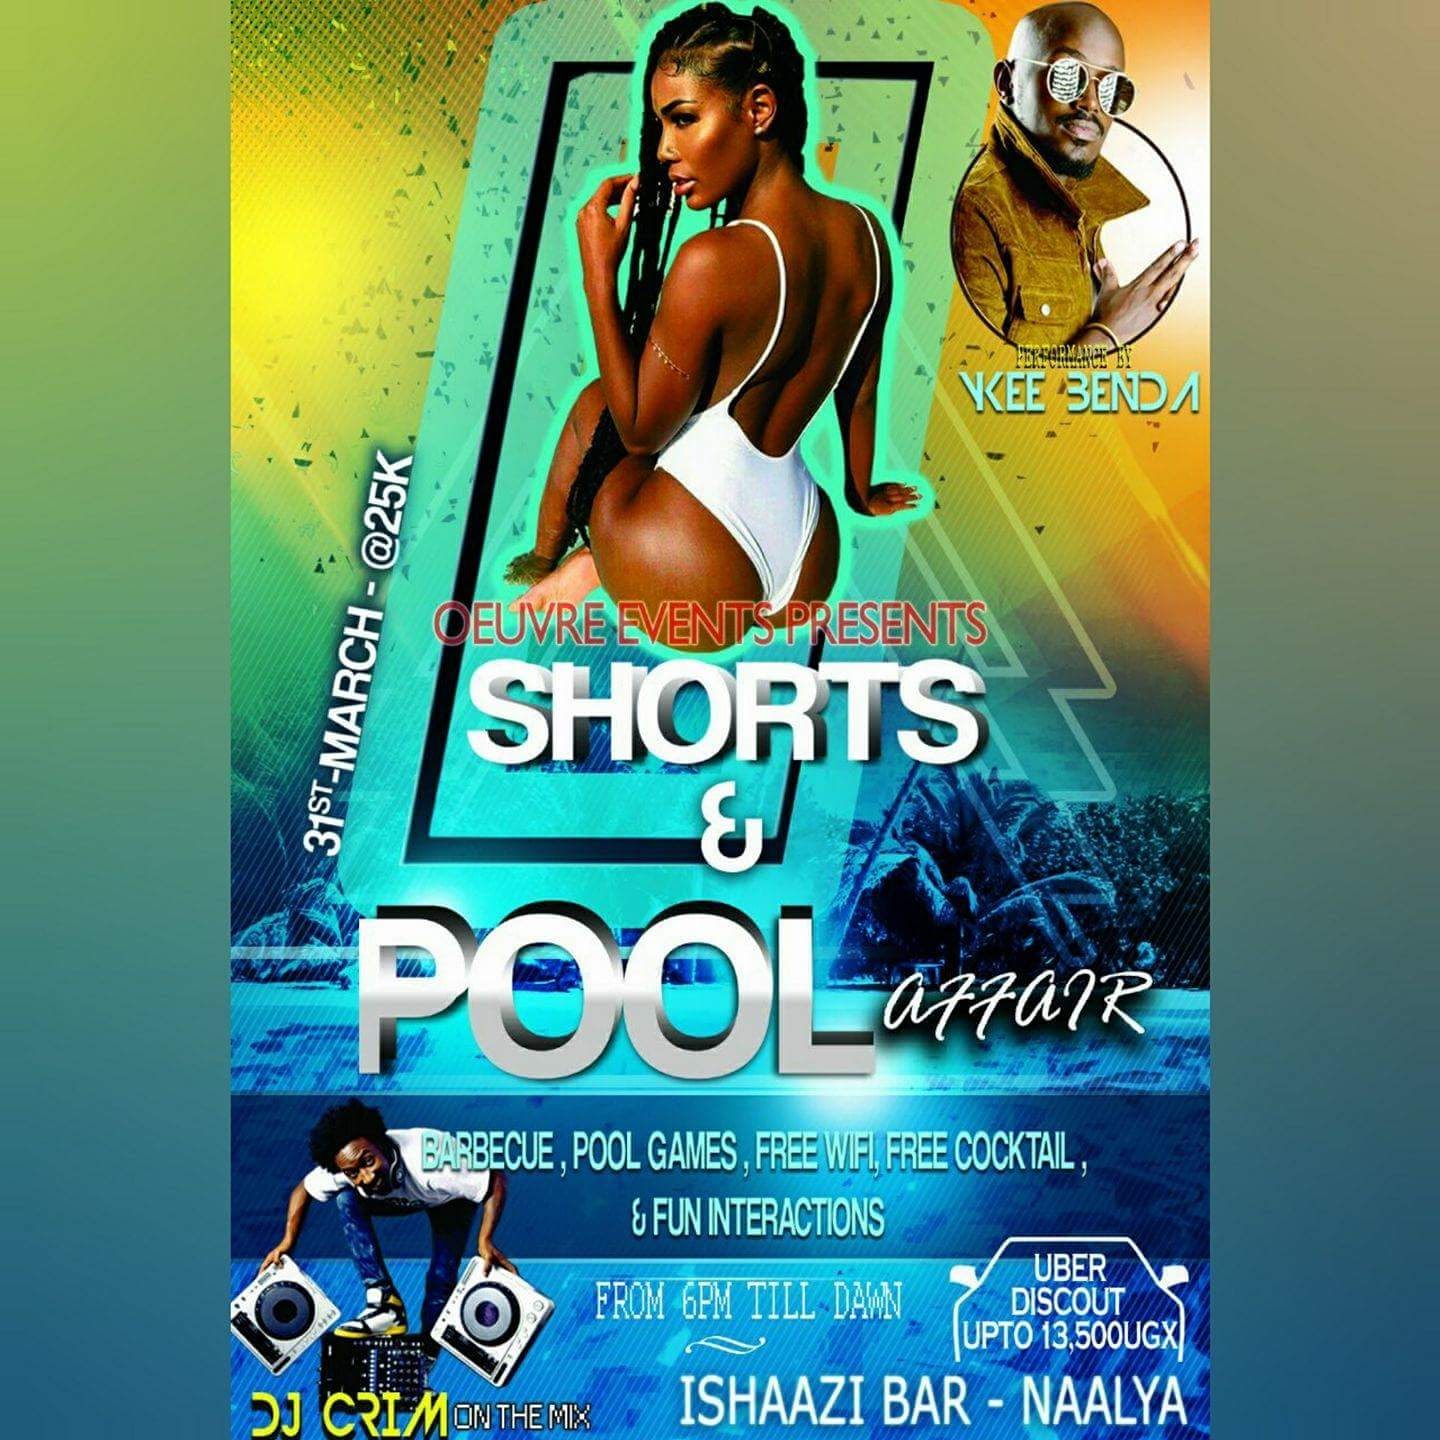 PERFORMANCE BY
YKEE BENDA
31ST-MARCH - @25K
OEUVRE EVENTS PRESENTS
SHORTS
&
POOL
AFFAIR
BARBECUE , POOL GAMES , FREE WIFI, FREE COCKTAIL ,
& FUN INTERACTIONS
FROM 6PM TILL DAWN
UBER
DISCOUT
UPTO 13,500UGX
DJ CRIM ON THE MIX
ISHAAZI BAR - NAALYA